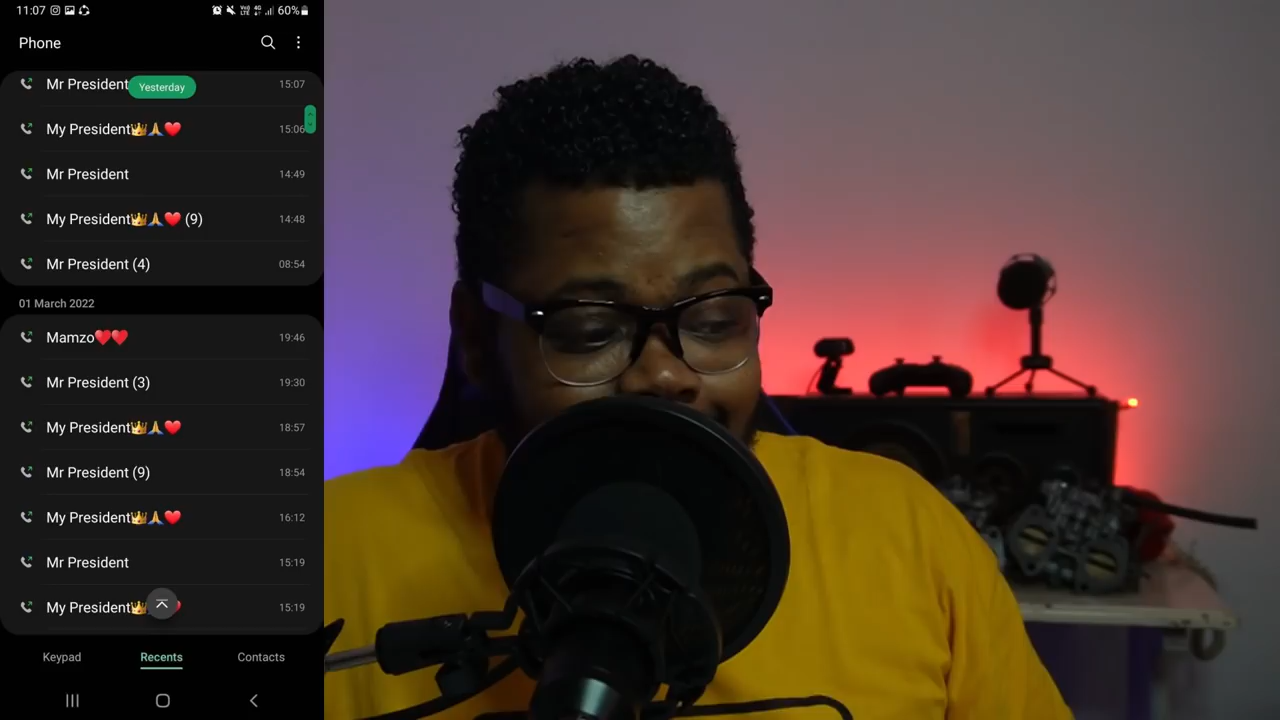 11:07 VoI) LTE 4G 60%
Phone
Mr President Yesterday 15:07
My President👑🙏❤️ 15:06
Mr President 14:49
My President👑🙏❤️ (9) 14:48
Mr President (4) 08:54
01 March 2022
Mamzo❤️❤️ 19:46
Mr President (3) 19:30
My President👑🙏❤️ 18:57
Mr President (9) 18:54
My President👑🙏❤️ 16:12
Mr President 15:19
My President👑🙏❤️ 15:19
Keypad Recents Contacts